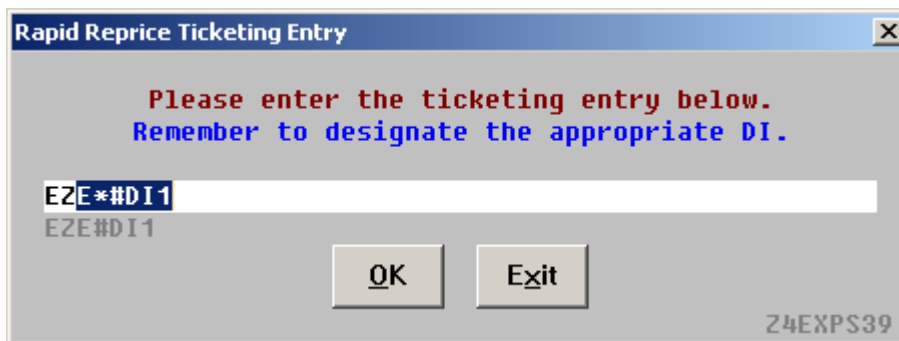 Rapid Reprice Ticketing Entry
Please enter the ticketing entry below.
Remember to designate the appropriate DI.
EZE*#DI1
EZE#DI1
OK Exit
Z4EXPS39